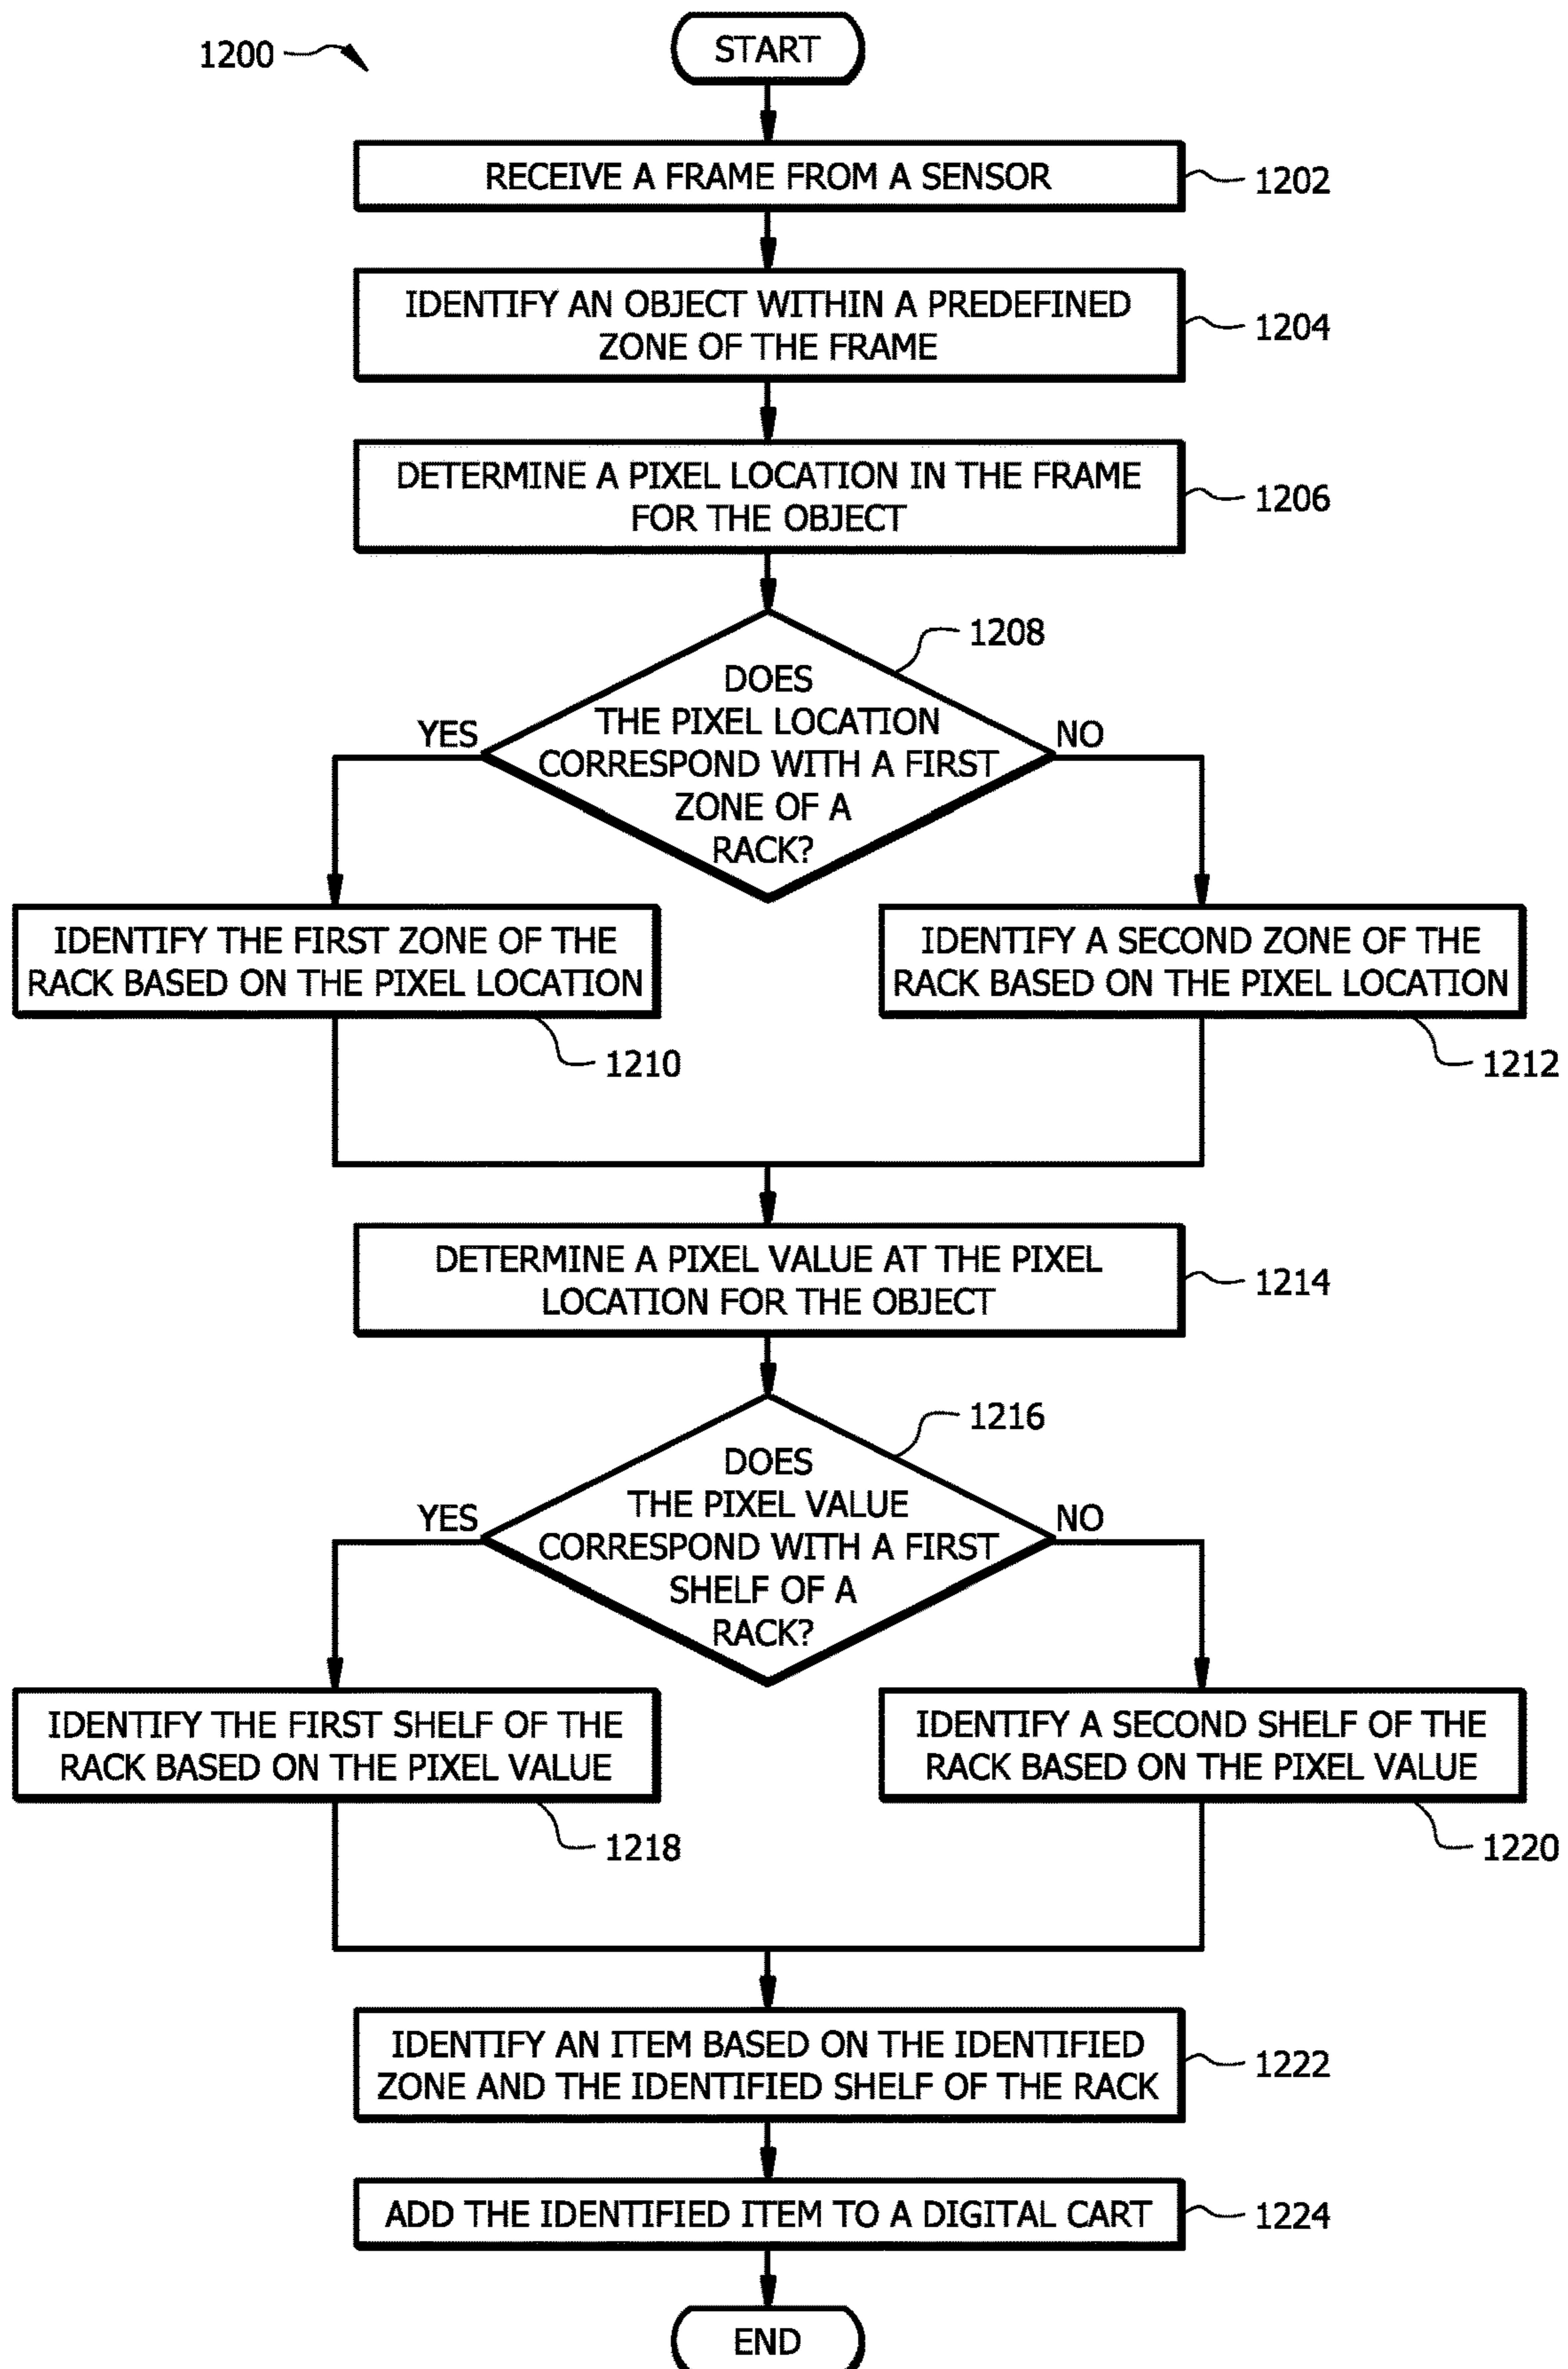 1200
START
RECEIVE A FRAME FROM A SENSOR
1202
IDENTIFY AN OBJECT WITHIN A PREDEFINED
ZONE OF THE FRAME
1204
DETERMINE A PIXEL LOCATION IN THE FRAME
FOR THE OBJECT
1206
1208
DOES
THE PIXEL LOCATION
CORRESPOND WITH A FIRST
ZONE OF A
RACK?
YES
NO
IDENTIFY THE FIRST ZONE OF THE
RACK BASED ON THE PIXEL LOCATION
1210
IDENTIFY A SECOND ZONE OF THE
RACK BASED ON THE PIXEL LOCATION
1212
DETERMINE A PIXEL VALUE AT THE PIXEL
LOCATION FOR THE OBJECT
1214
1216
DOES
THE PIXEL VALUE
CORRESPOND WITH A FIRST
SHELF OF A
RACK?
YES
NO
IDENTIFY THE FIRST SHELF OF THE
RACK BASED ON THE PIXEL VALUE
1218
IDENTIFY A SECOND SHELF OF THE
RACK BASED ON THE PIXEL VALUE
1220
IDENTIFY AN ITEM BASED ON THE IDENTIFIED
ZONE AND THE IDENTIFIED SHELF OF THE RACK
1222
ADD THE IDENTIFIED ITEM TO A DIGITAL CART
1224
END